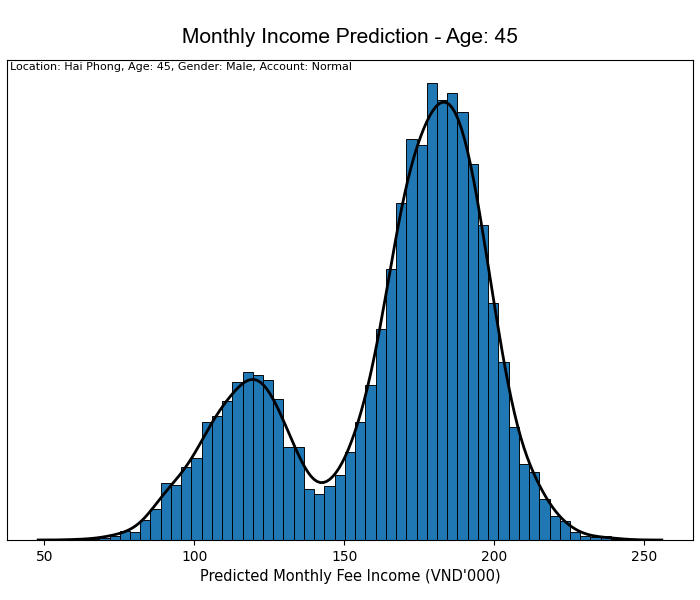 Monthly Income Prediction - Age: 45
Location: Hai Phong, Age: 45, Gender: Male, Account: Normal
50 100 150 200 250
Predicted Monthly Fee Income (VND'000)